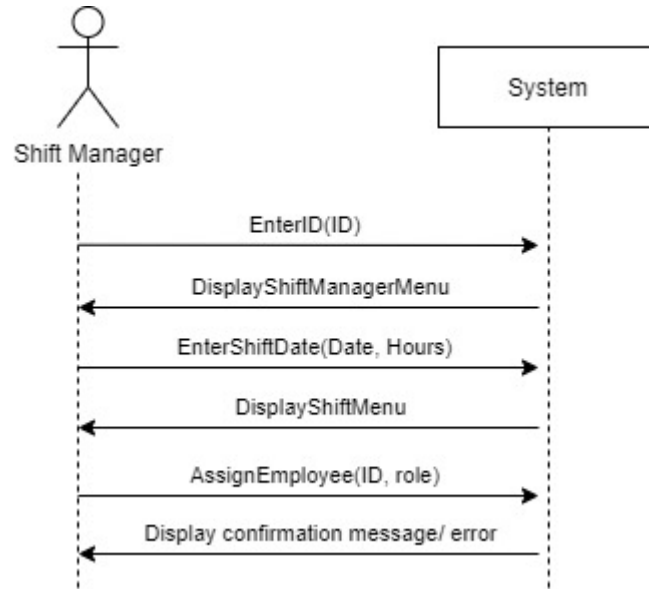 System
Shift Manager
EnterID(ID)
DisplayShiftManagerMenu
EnterShiftDate(Date, Hours)
DisplayShiftMenu
AssignEmployee(ID, role)
Display confirmation message/ error